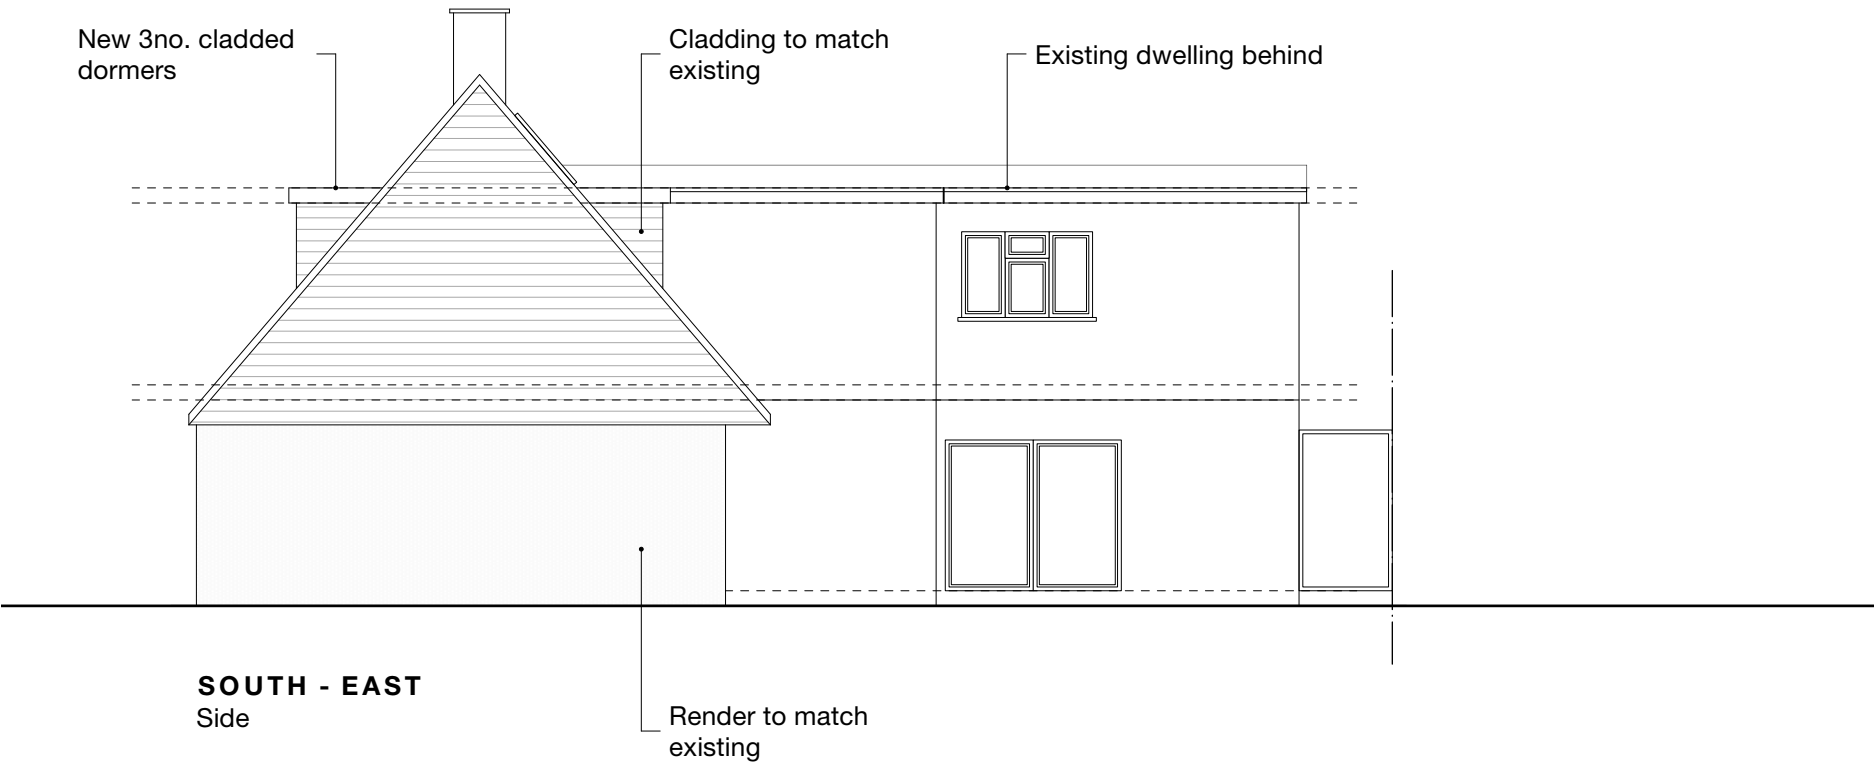 New 3no. cladded
dormers
Cladding to match
existing
Existing dwelling behind
SOUTH - EAST
Side
Render to match
existing